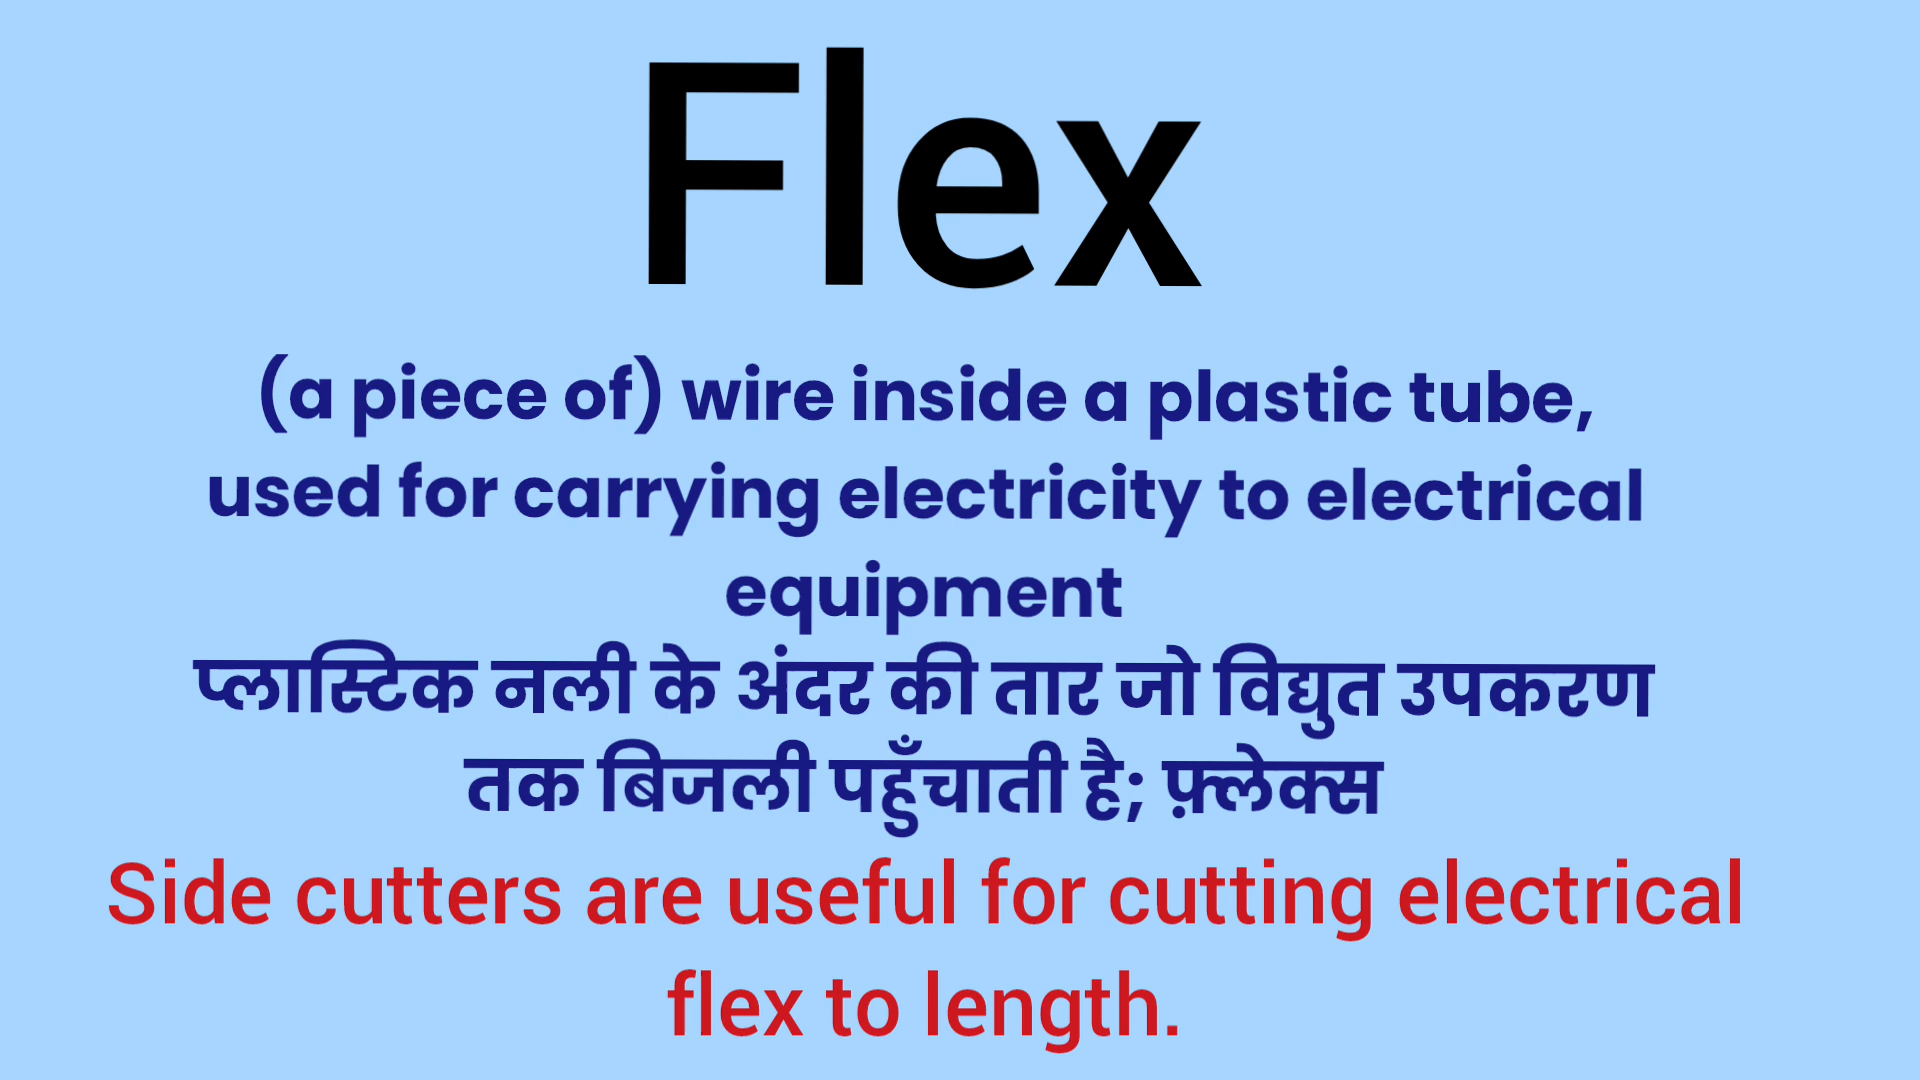 Flex
(a piece of) wire inside a plastic tube,
used for carrying electricity to electrical
equipment
प्लास्टिक नली के अंदर की तार जो विद्युत उपकरण
तक बिजली पहुँचाती है; फ़्लेक्स
Side cutters are useful for cutting electrical
flex to length.